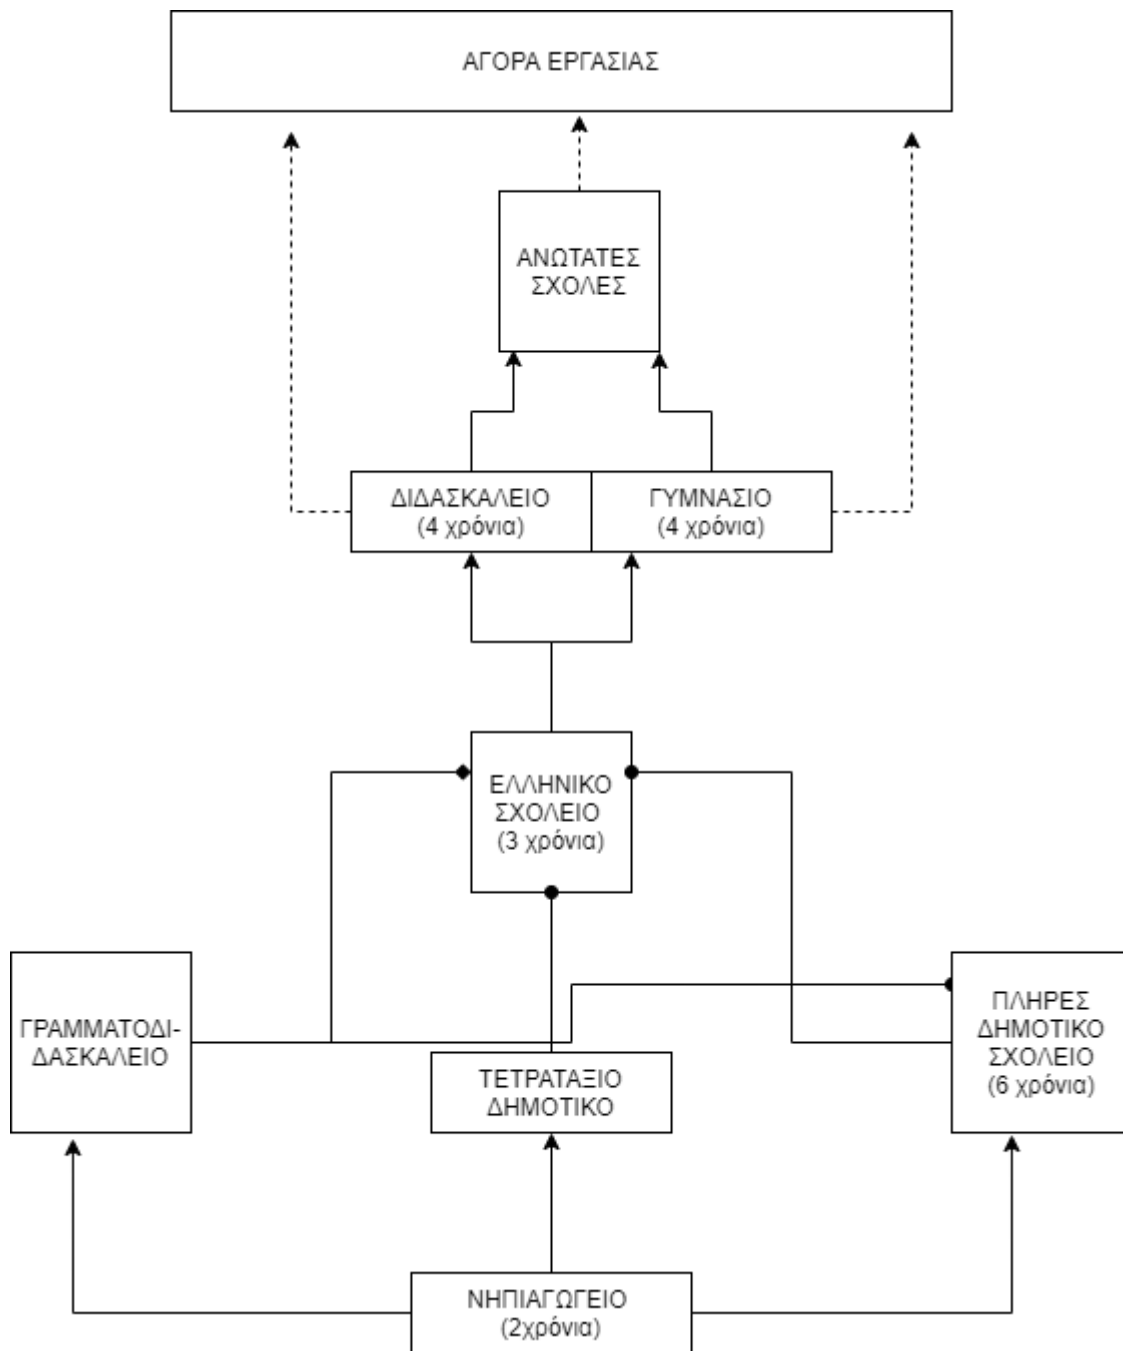 ΑΓΟΡΑ ΕΡΓΑΣΙΑΣ
ΑΝΩΤΑΤΕΣ
ΣΧΟΛΕΣ
ΔΙΔΑΣΚΑΛΕΙΟ
(4 χρόνια)
ΓΥΜΝΑΣΙΟ
(4 χρόνια)
ΕΛΛΗΝΙΚΟ
ΣΧΟΛΕΙΟ
(3 χρόνια)
ΓΡΑΜΜΑΤΟΔΙ-
ΔΑΣΚΑΛΕΙΟ
ΤΕΤΡΑΤΑΞΙΟ
ΔΗΜΟΤΙΚΟ
ΠΛΗΡΕΣ
ΔΗΜΟΤΙΚΟ
ΣΧΟΛΕΙΟ
(6 χρόνια)
ΝΗΠΙΑΓΩΓΕΙΟ
(2χρόνια)